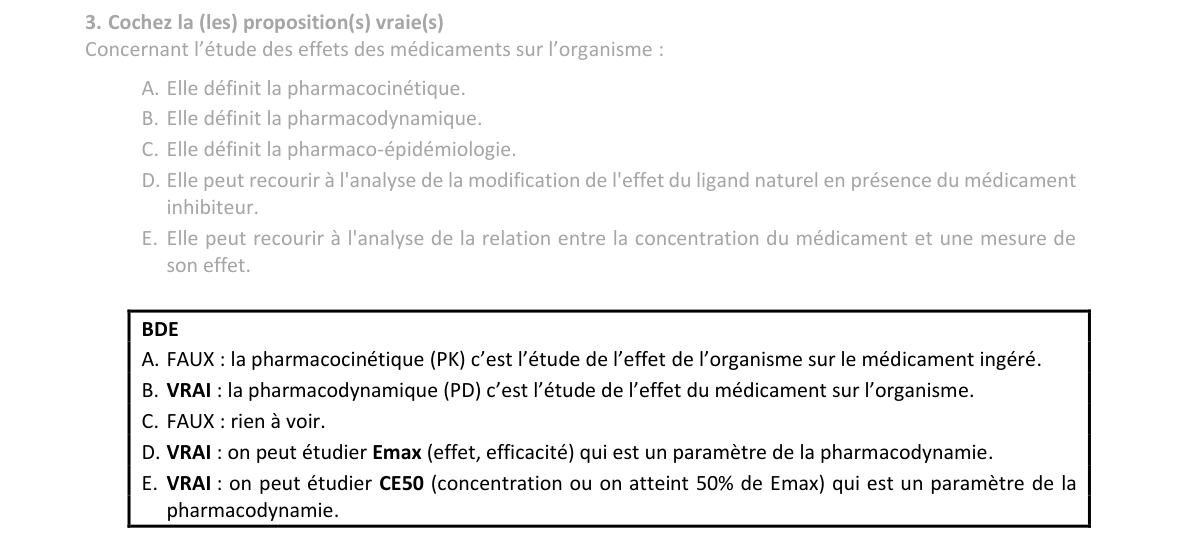 3. Cochez la (les) proposition(s) vraie(s)
Concernant l’étude des effets des médicaments sur l’organisme :
A. Elle définit la pharmacocinétique.
B. Elle définit la pharmacodynamique.
C. Elle définit la pharmaco-épidémiologie.
D. Elle peut recourir à l'analyse de la modification de l'effet du ligand naturel en présence du médicament
inhibiteur.
E. Elle peut recourir à l'analyse de la relation entre la concentration du médicament et une mesure de
son effet.
BDE
A. FAUX : la pharmacocinétique (PK) c’est l’étude de l’effet de l’organisme sur le médicament ingéré.
B. VRAI : la pharmacodynamique (PD) c’est l’étude de l’effet du médicament sur l’organisme.
C. FAUX : rien à voir.
D. VRAI : on peut étudier Emax (effet, efficacité) qui est un paramètre de la pharmacodynamie.
E. VRAI : on peut étudier CE50 (concentration ou on atteint 50% de Emax) qui est un paramètre de la
pharmacodynamie.